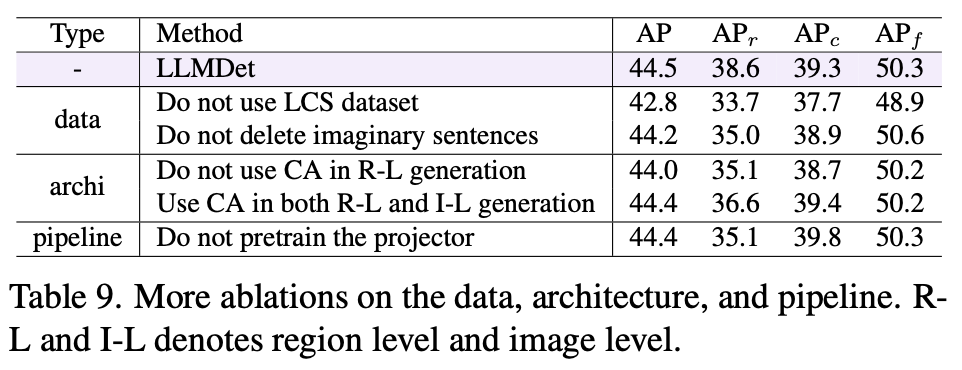 Type Method AP APr APc APf
- LLMDet 44.5 38.6 39.3 50.3
data Do not use LCS dataset 42.8 33.7 37.7 48.9
Do not delete imaginary sentences 44.2 35.0 38.9 50.6
archi Do not use CA in R-L generation 44.0 35.1 38.7 50.2
Use CA in both R-L and I-L generation 44.4 36.6 39.4 50.2
pipeline Do not pretrain the projector 44.4 35.1 39.8 50.3
Table 9. More ablations on the data, architecture, and pipeline. R-
L and I-L denotes region level and image level.